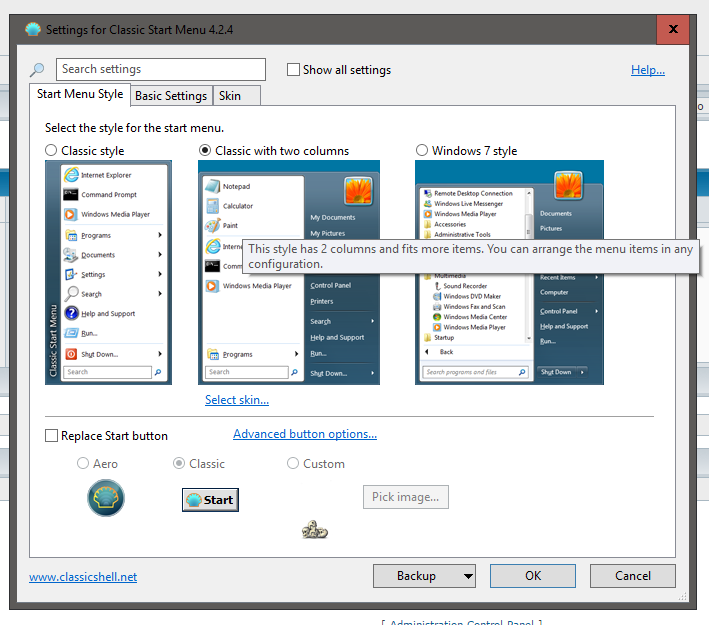 Settings for Classic Start Menu 4.2.4
x
Search settings
Show all settings
Help...
Start Menu Style
Basic Settings
Skin
Select the style for the start menu.
Classic style
Classic with two columns
Windows 7 style
Internet Explorer
Command Prompt
Windows Media Player
Programs
Documents
Settings
Search
Help and Support
Run...
Shut Down...
Search
Classic Start Menu
Notepad
Calculator
Paint
Interne
Comm
Windows Media Player
Programs
Search
My Documents
My Pictures
Control Panel
Printers
Search
Help and Support
Run...
Shut Down...
This style has 2 columns and fits more items. You can arrange the menu items in any
configuration.
Remote Desktop Connection
Windows Live Messenger
Windows Media Player
Accessories
Administrative Tools
Multimedia
Sound Recorder
Windows DVD Maker
Windows Fax and Scan
Windows Media Center
Windows Media Player
Startup
Back
Search programs and files
Documents
Pictures
Recent Items
Computer
Control Panel
Help and Support
Run...
Shut Down
Select skin...
Replace Start button
Advanced button options...
Aero
Classic
Custom
Start
Pick image...
www.classicshell.net
Backup
OK
Cancel
[ Administration Control Panel ]